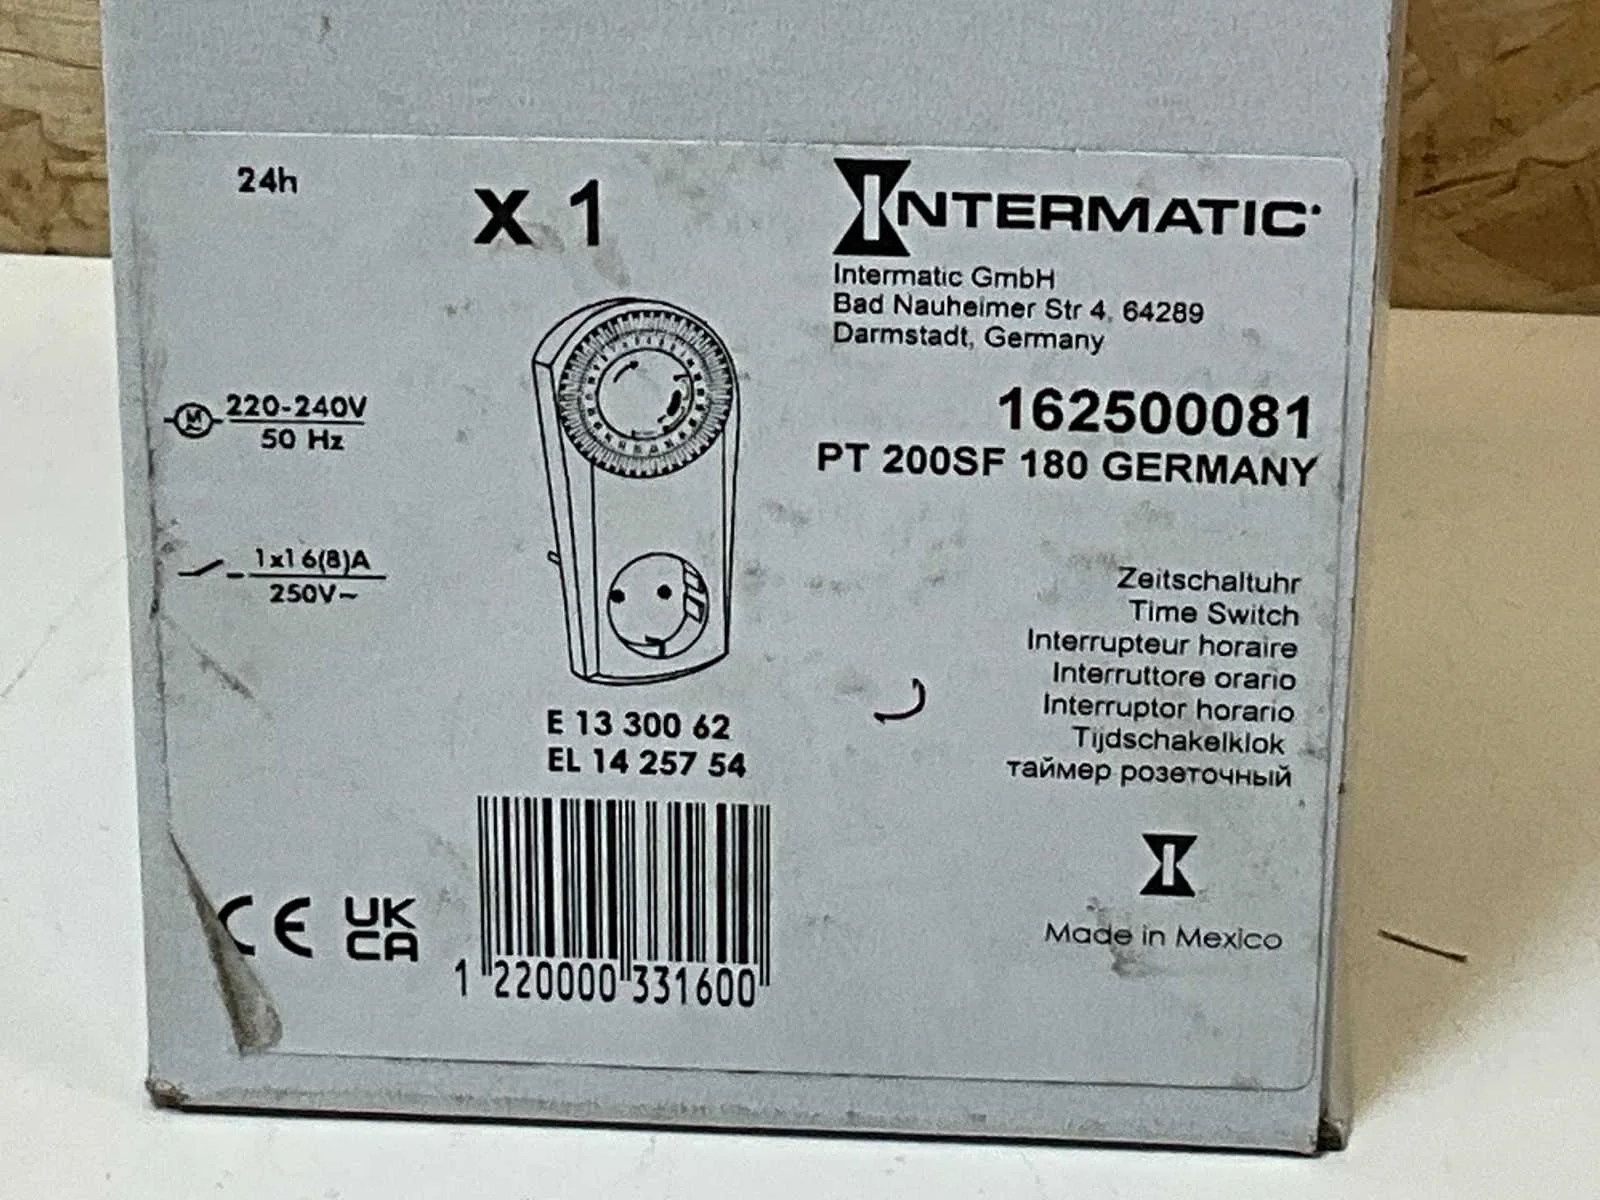 24h
x 1
INTERMATIC
Intermatic GmbH
Bad Nauheimer Str 4, 64289
Darmstadt, Germany
162500081
PT 200SF 180 GERMANY
M
220-240V
50 Hz
1x16(8)A
250V~
Zeitschaltuhr
Time Switch
Interrupteur horaire
Interruttore orario
Interruptor horario
Tijdschakelklok
таймер розеточный
E 13 300 62
EL 14 257 54
CE UK
CA
1 220000 331600
I
Made in Mexico